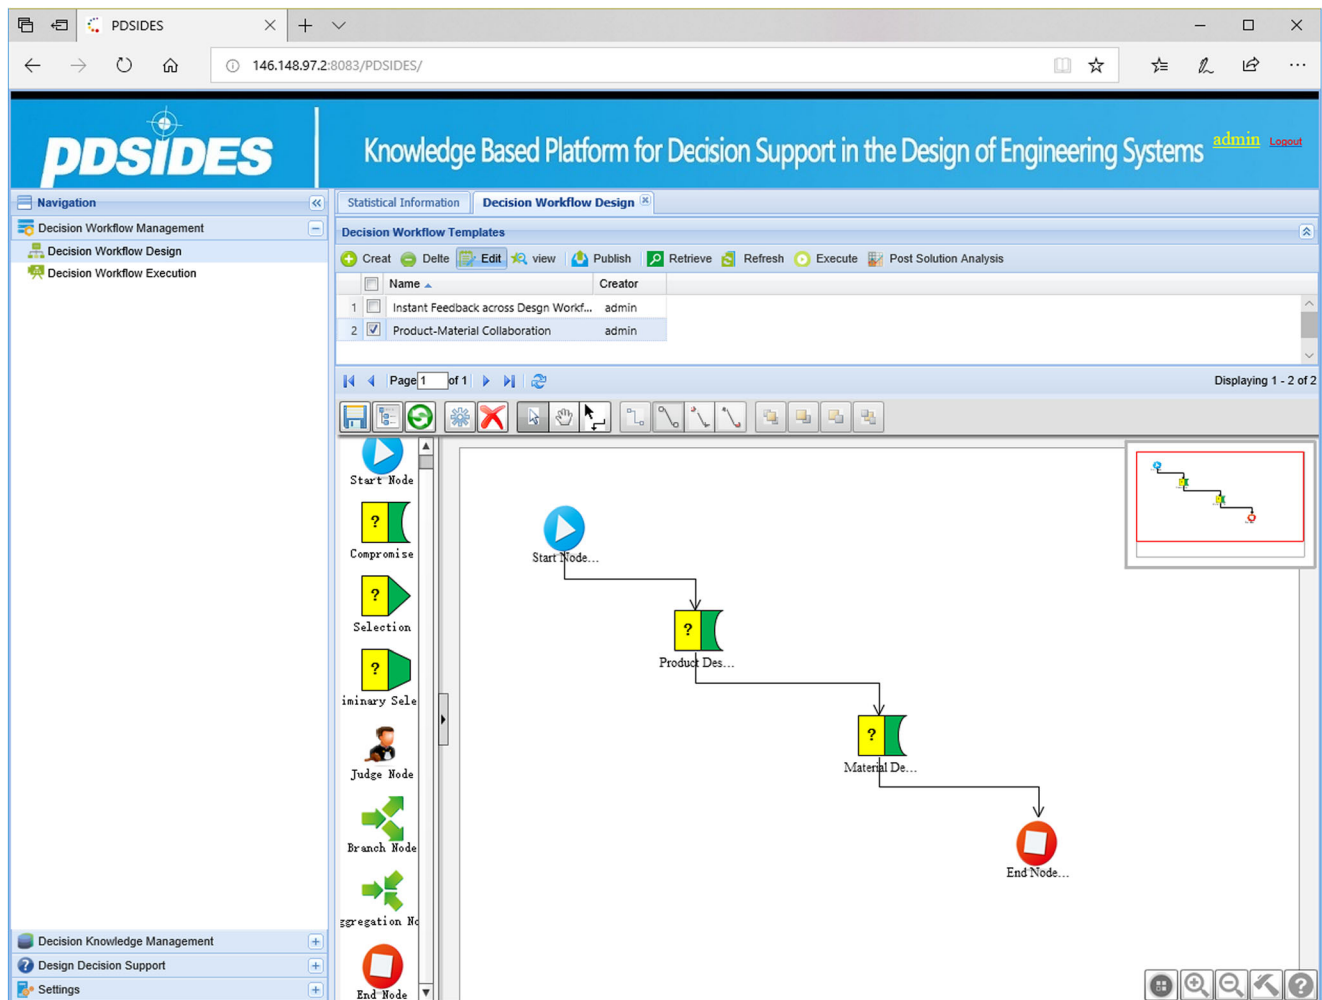 PDSIDES
146.148.97.2:8083/PDSIDES/
PDSIDES
Knowledge Based Platform for Decision Support in the Design of Engineering Systems
admin Logout
Navigation
Decision Workflow Management
Decision Workflow Design
Decision Workflow Execution
Decision Knowledge Management
Design Decision Support
Settings
Statistical Information Decision Workflow Design
Decision Workflow Templates
Creat Delte Edit view Publish Retrieve Refresh Execute Post Solution Analysis
Name Creator
1 Instant Feedback across Desgn Workf... admin
2 Product-Material Collaboration admin
Page 1 of 1 Displaying 1 - 2 of 2
Start Node
?
Compromise
?
Selection
?
iminary Sele
Judge Node
Branch Node
ggregation No
End Node
Start Node...
?
Product Des...
?
Material De...
End Node...